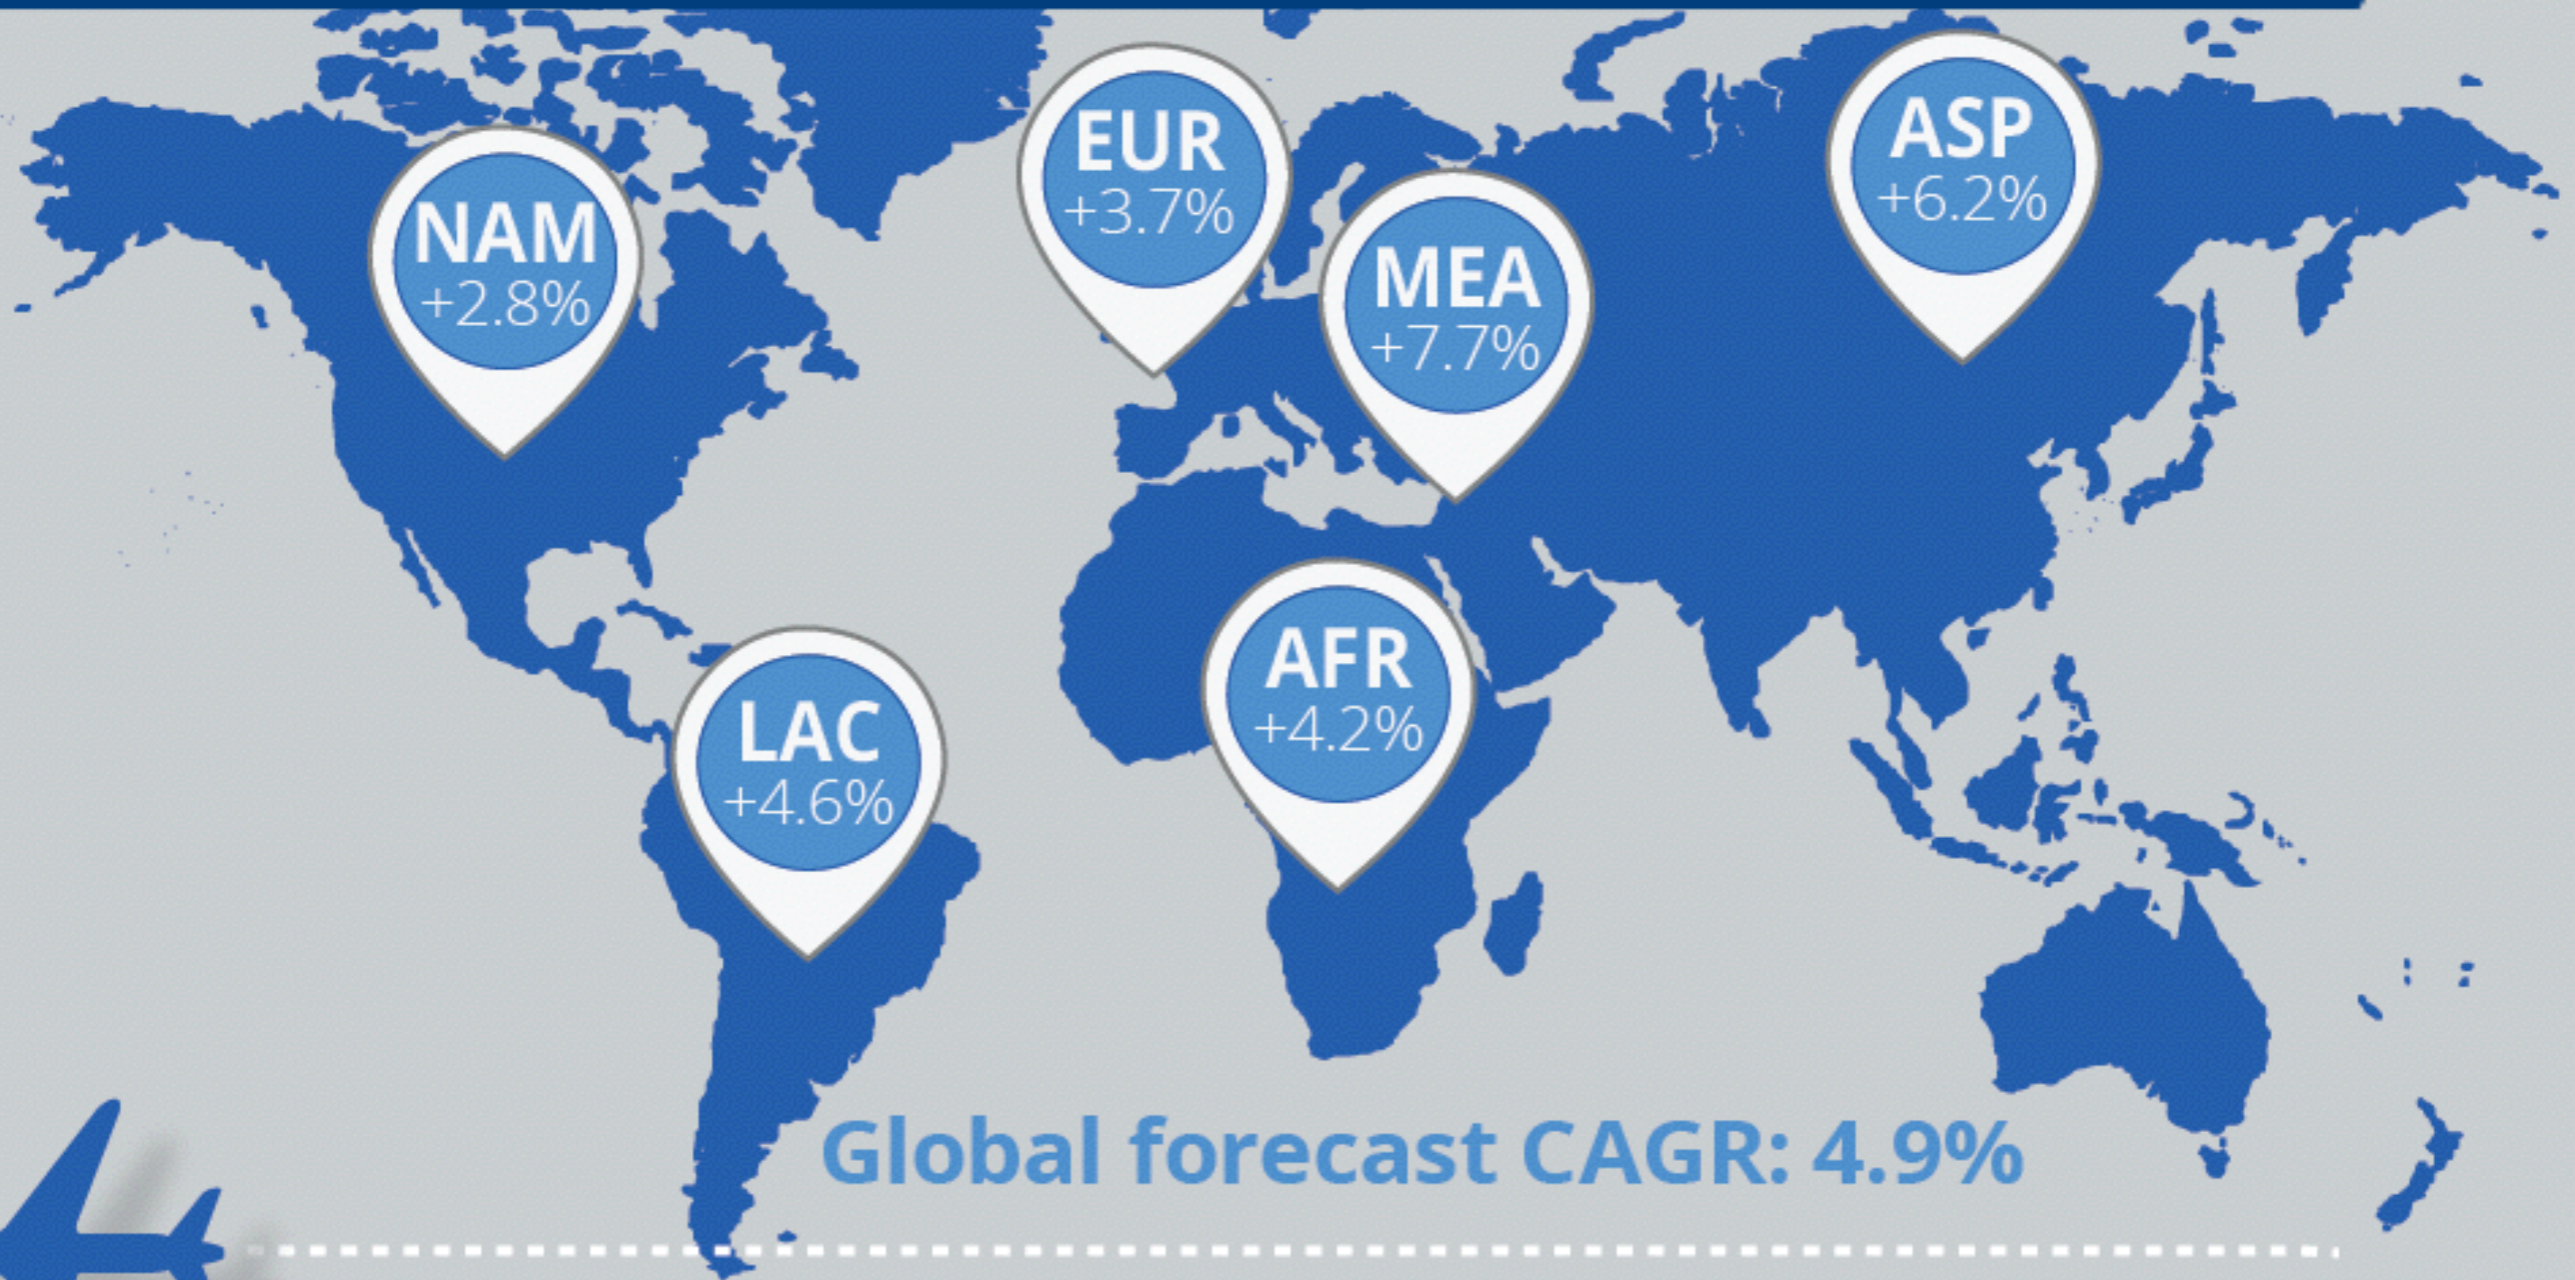 EUR
+3.7%
ASP
+6.2%
NAM
+2.8%
MEA
+7.7%
AFR
+4.2%
LAC
+4.6%
Global forecast CAGR: 4.9%